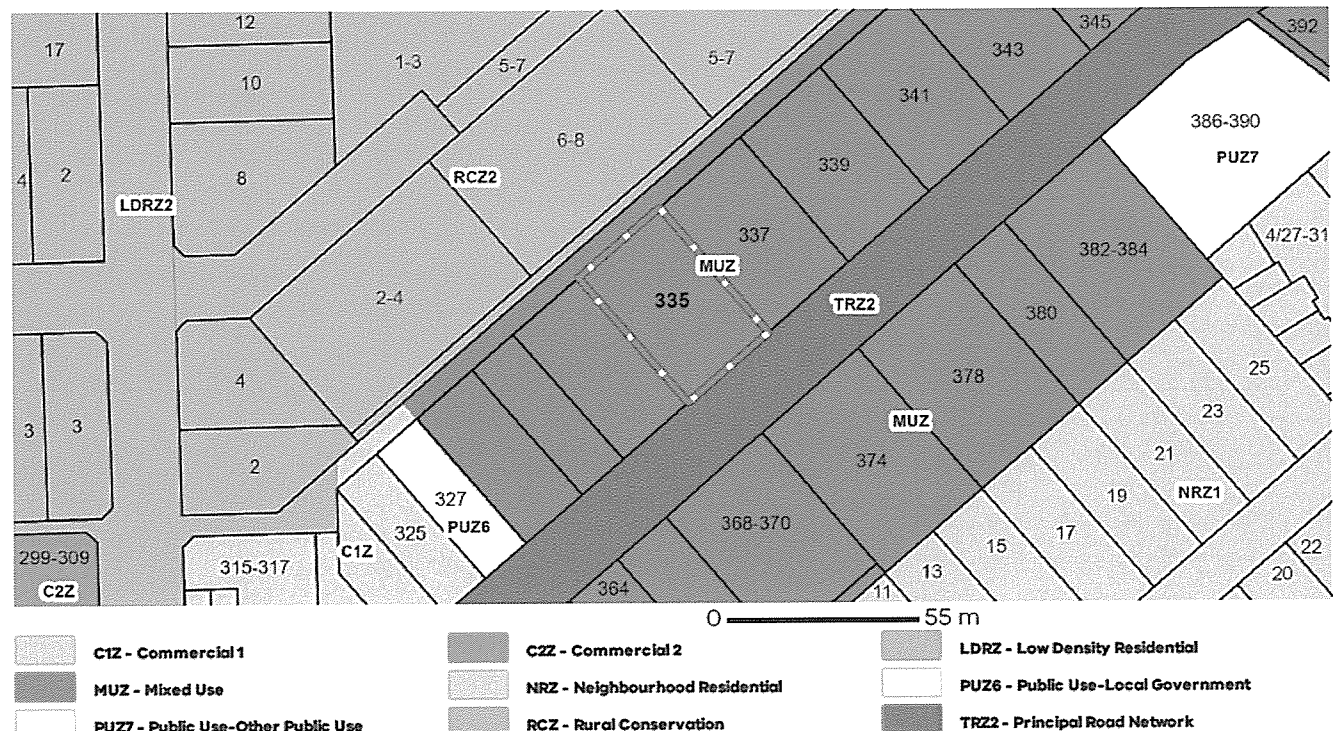 12
17
1-3
5-7
5-7
345
343
392
10
341
386-390
PUZ7
6-8
339
4
2
8
RCZ2
LDRZ2
337
4/27-31
382-384
MUZ
2-4
335
TRZ2
380
25
4
378
23
3
3
MUZ
21
2
374
19
NRZ1
327
PUZ6
325
368-370
17
C1Z
15
22
299-309
315-317
13
C2Z
364
11
20
0 55 m
C1Z - Commercial 1
C2Z - Commercial 2
LDRZ - Low Density Residential
MUZ - Mixed Use
NRZ - Neighbourhood Residential
PUZ6 - Public Use-Local Government
PUZ7 - Public Use-Other Public Use
RCZ - Rural Conservation
TRZ2 - Principal Road Network